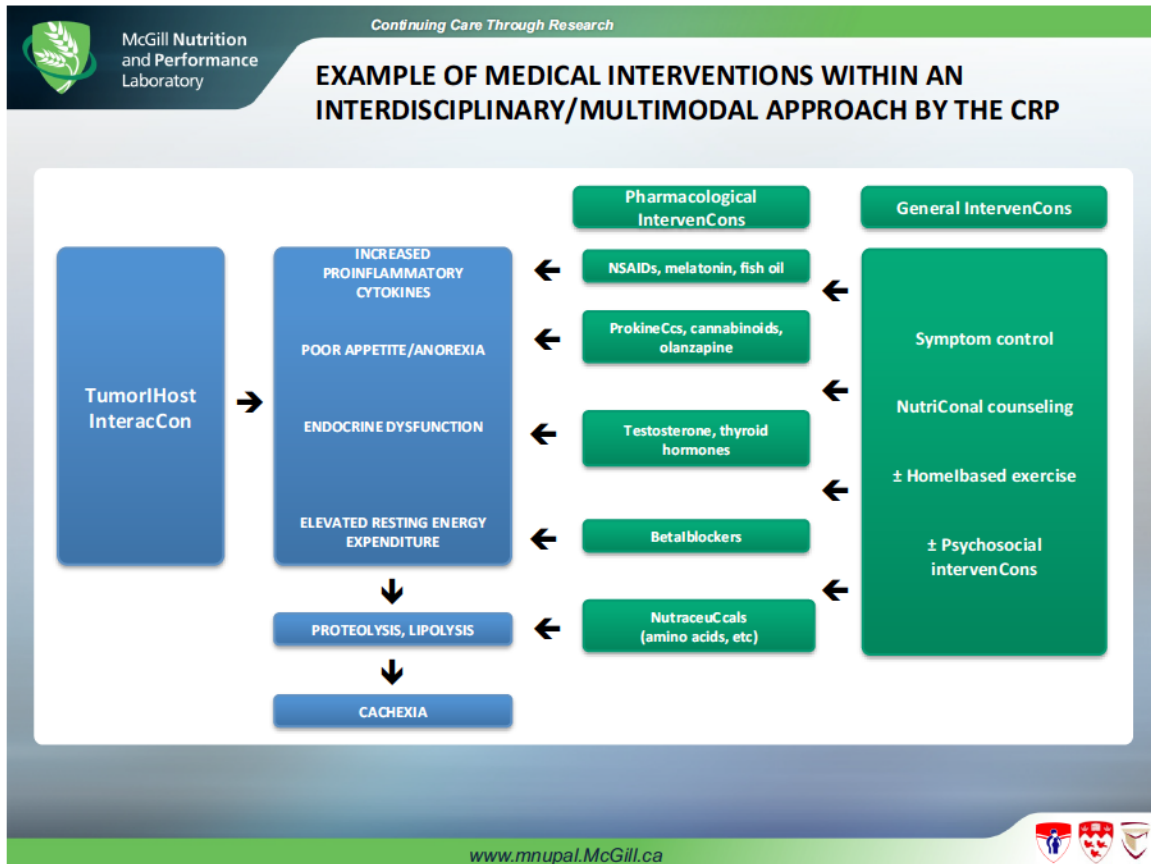 Continuing Care Through Research
McGill Nutrition
and Performance
Laboratory
EXAMPLE OF MEDICAL INTERVENTIONS WITHIN AN
INTERDISCIPLINARY/MULTIMODAL APPROACH BY THE CRP
Pharmacological
IntervenCons
General IntervenCons
TumorIHost
InteracCon
INCREASED
PROINFLAMMATORY
CYTOKINES
POOR APPETITE/ANOREXIA
ENDOCRINE DYSFUNCTION
ELEVATED RESTING ENERGY
EXPENDITURE
PROTEOLYSIS, LIPOLYSIS
CACHEXIA
NSAIDs, melatonin, fish oil
ProkineCcs, cannabinoids,
olanzapine
Testosterone, thyroid
hormones
BetaIblockers
NutraceuCcals
(amino acids, etc)
Symptom control
NutriConal counseling
± HomeIbased exercise
± Psychosocial
intervenCons
www.mnupal.McGill.ca